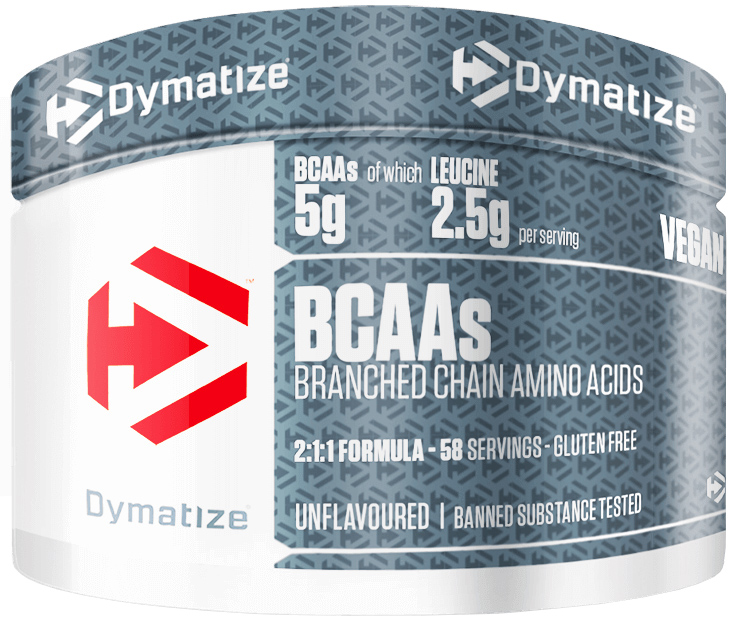 Dymatize®
Dymatize®
BCAAs of which LEUCINE
5g 2.5g per serving
VEGAN
BCAAs
BRANCHED CHAIN AMINO ACIDS
2:1:1 FORMULA - 58 SERVINGS - GLUTEN FREE
UNFLAVOURED | BANNED SUBSTANCE TESTED
™
Dymatize®